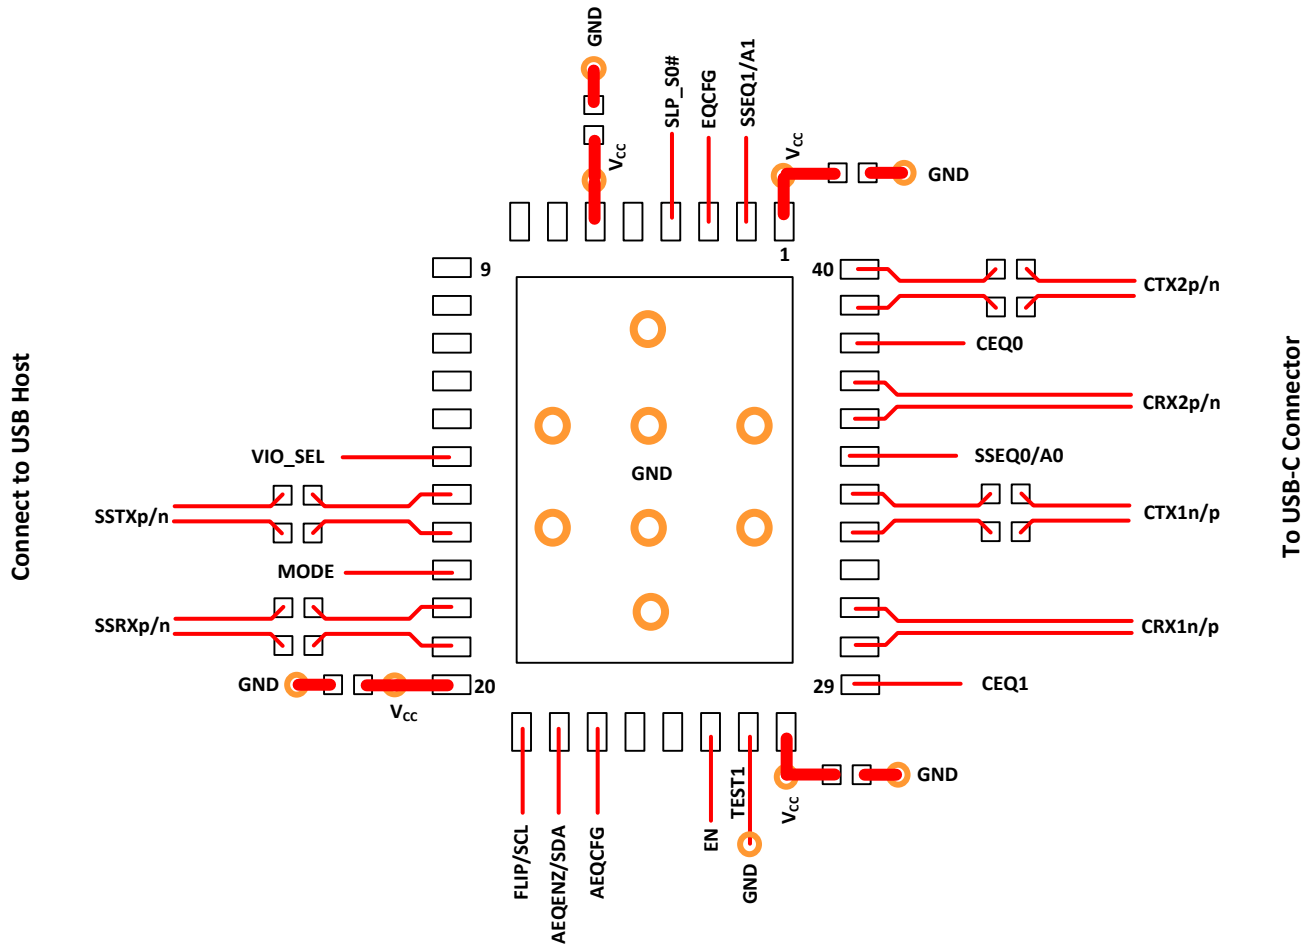 GND
SLP_S0#
EQCFG
SSEQ1/A1
VCC
VCC
GND
1
9
40
CTX2p/n
CEQ0
CRX2p/n
Connect to USB Host
To USB-C Connector
VIO_SEL
GND
SSEQ0/A0
SSTXp/n
CTX1n/p
MODE
SSRXp/n
CRX1n/p
GND
20
29
CEQ1
VCC
FLIP/SCL
AEQENZ/SDA
AEQCFG
EN
TEST1
GND
VCC
GND